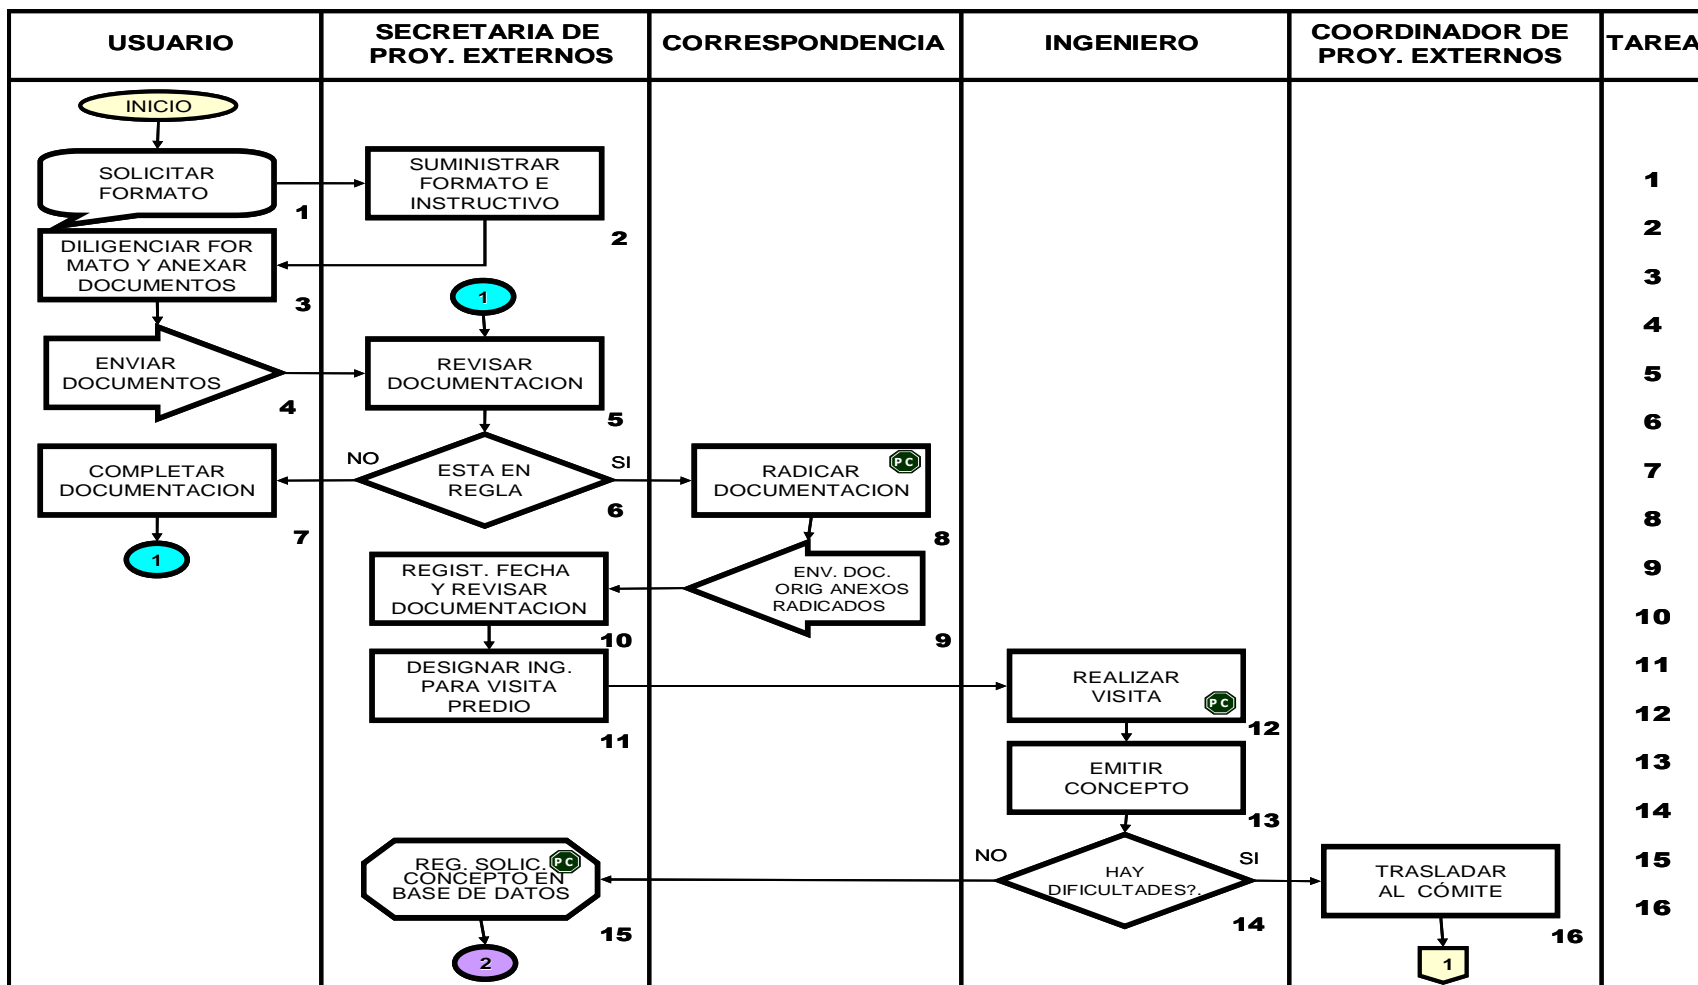 USUARIO
SECRETARIA DE
PROY. EXTERNOS
CORRESPONDENCIA
INGENIERO
COORDINADOR DE
PROY. EXTERNOS
TAREA
INICIO
SOLICITAR
FORMATO
1
SUMINISTRAR
FORMATO E
INSTRUCTIVO
2
DILIGENCIAR FOR
MATO Y ANEXAR
DOCUMENTOS
3
1
ENVIAR
DOCUMENTOS
4
REVISAR
DOCUMENTACION
5
COMPLETAR
DOCUMENTACION
7
NO
ESTA EN
REGLA
SI
6
RADICAR
DOCUMENTACION
PC
8
1
REGIST. FECHA
Y REVISAR
DOCUMENTACION
10
ENV. DOC.
ORIG ANEXOS
RADICADOS
9
DESIGNAR ING.
PARA VISITA
PREDIO
11
REALIZAR
VISITA
PC
12
EMITIR
CONCEPTO
13
REG. SOLIC.
CONCEPTO EN
BASE DE DATOS
PC
15
NO
HAY
DIFICULTADES?.
SI
14
TRASLADAR
AL CÓMITE
16
2
1
1
2
3
4
5
6
7
8
9
10
11
12
13
14
15
16